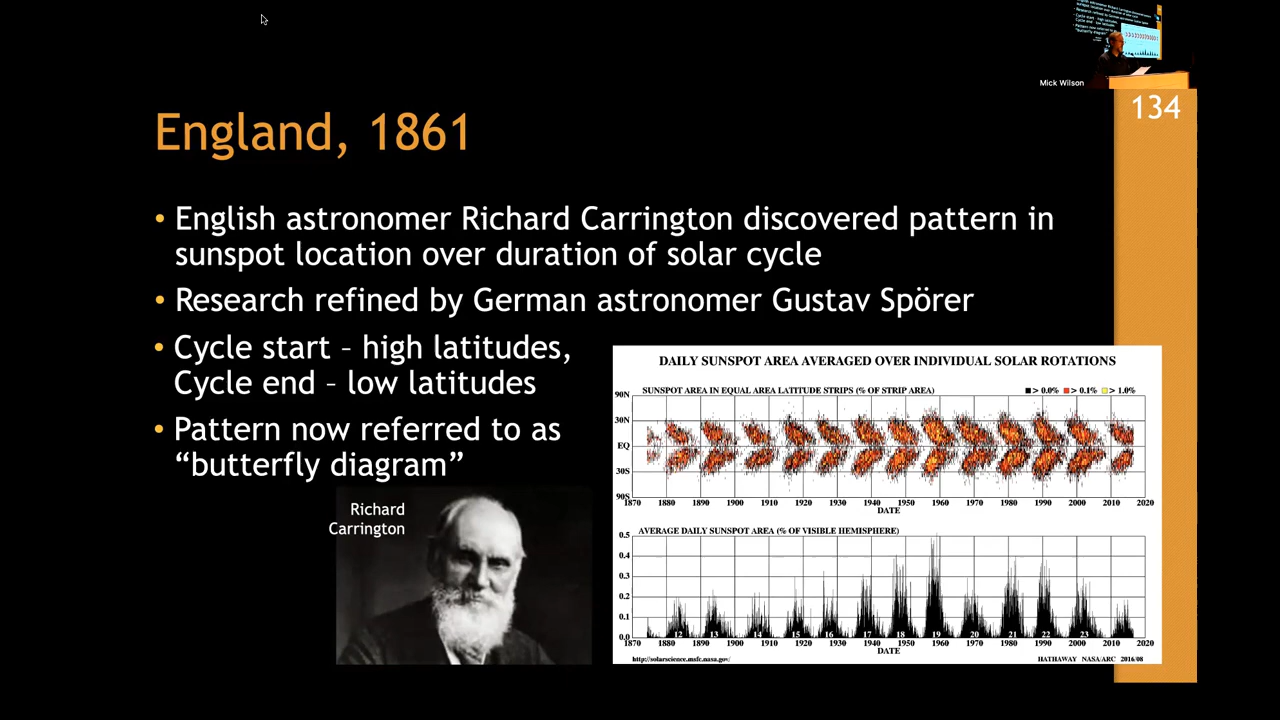 Mick Wilson
134
England, 1861
• English astronomer Richard Carrington discovered pattern in
sunspot location over duration of solar cycle
• Research refined by German astronomer Gustav Spörer
• Cycle start – high latitudes,
Cycle end – low latitudes
• Pattern now referred to as
“butterfly diagram”
Richard
Carrington
DAILY SUNSPOT AREA AVERAGED OVER INDIVIDUAL SOLAR ROTATIONS
SUNSPOT AREA IN EQUAL AREA LATITUDE STRIPS (% OF STRIP AREA)
> 0.0% > 0.1% > 1.0%
90N
30N
EQ
30S
90S
1870 1880 1890 1900 1910 1920 1930 1940 1950 1960 1970 1980 1990 2000 2010 2020
DATE
AVERAGE DAILY SUNSPOT AREA (% OF VISIBLE HEMISPHERE)
0.5
0.4
0.3
0.2
0.1
0.0
12 13 14 15 16 17 18 19 20 21 22 23
1870 1880 1890 1900 1910 1920 1930 1940 1950 1960 1970 1980 1990 2000 2010 2020
DATE
http://solarscience.msfc.nasa.gov/
HATHAWAY NASA/ARC 2016/08